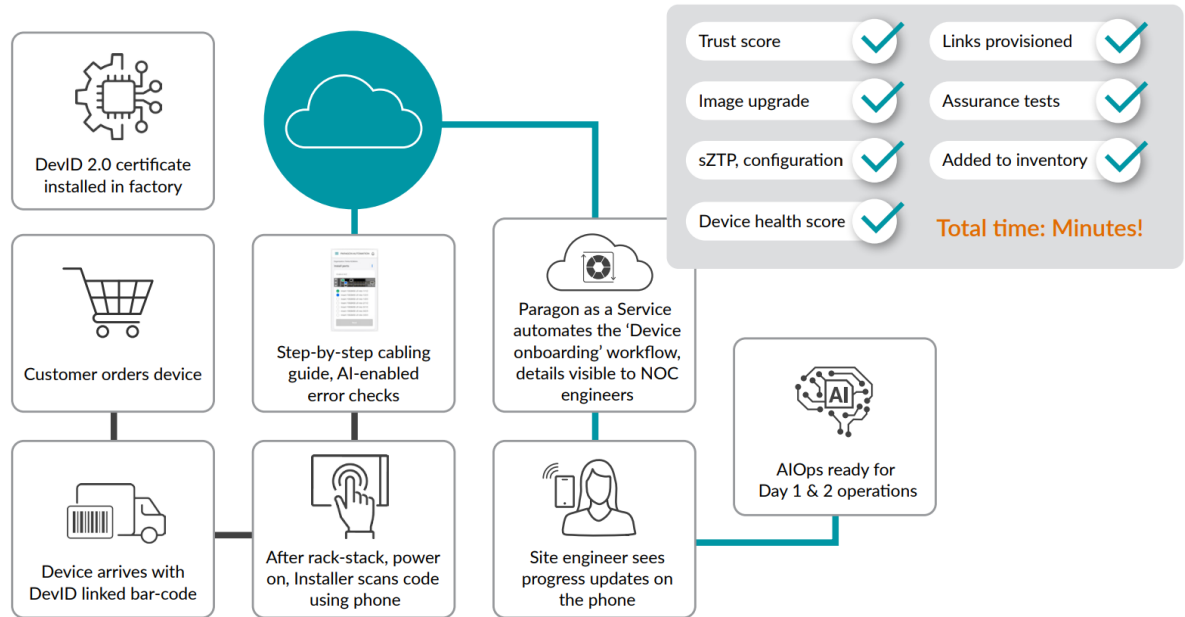 DevID 2.0 certificate
installed in factory
Customer orders device
Device arrives with
DevID linked bar-code
After rack-stack, power
on, Installer scans code
using phone
Step-by-step cabling
guide, AI-enabled
error checks
Paragon as a Service
automates the ‘Device
onboarding’ workflow,
details visible to NOC
engineers
Site engineer sees
progress updates on
the phone
AI
AIOps ready for
Day 1 & 2 operations
Trust score
Image upgrade
sZTP, configuration
Device health score
Links provisioned
Assurance tests
Added to inventory
Total time: Minutes!